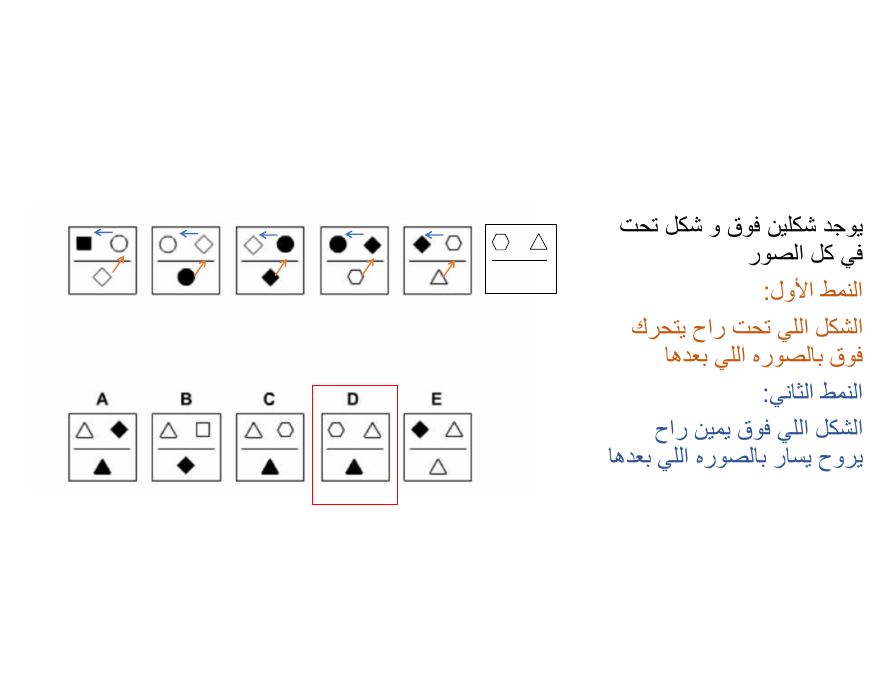 يوجد شكلين فوق و شكل تحت
في كل الصور
النمط الأول:
الشكل اللي تحت راح يتحرك
فوق بالصوره اللي بعدها
النمط الثاني:
الشكل اللي فوق يمين راح
يروح يسار بالصوره اللي بعدها
A B C D E